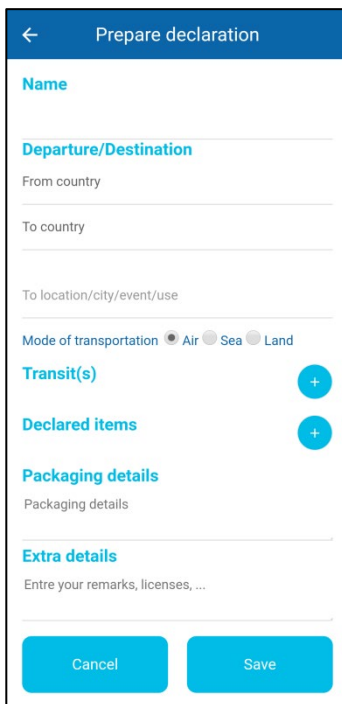 Prepare declaration
Name
Departure/Destination
From country
To country
To location/city/event/use
Mode of transportation Air Sea Land
Transit(s)
+
Declared items
+
Packaging details
Packaging details
Extra details
Entre your remarks, licenses, ...
Cancel Save